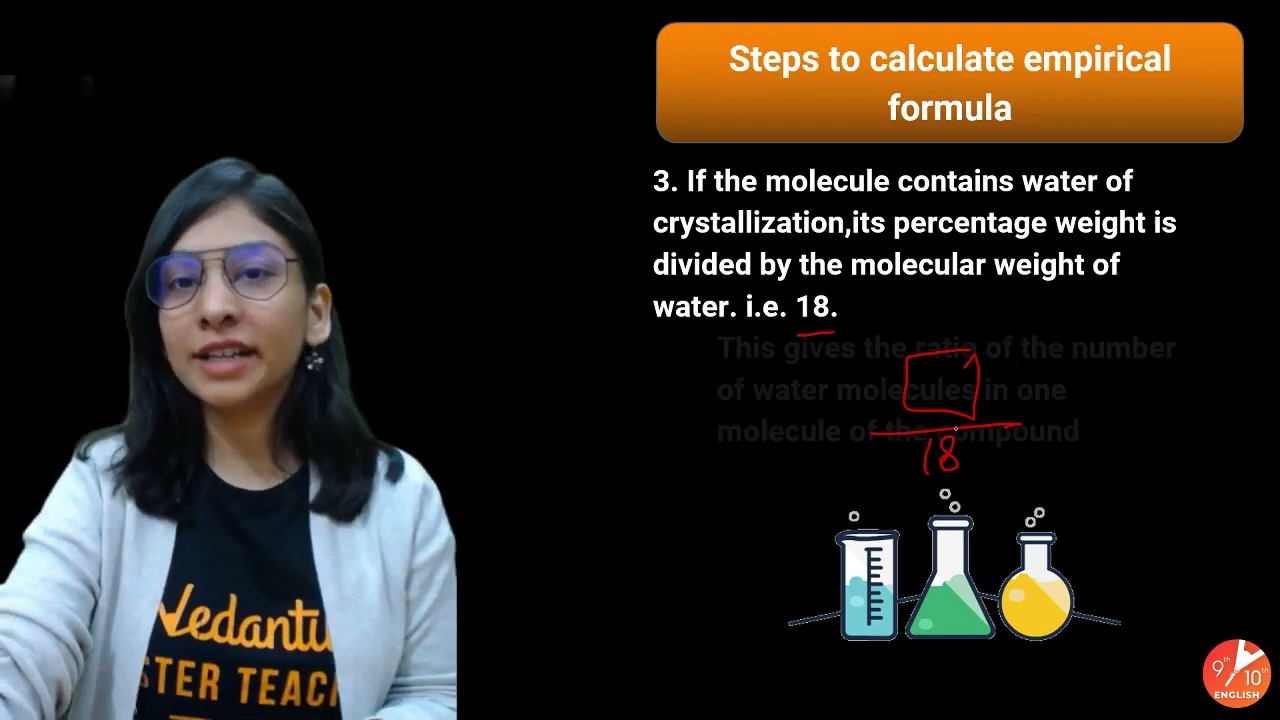 Steps to calculate empirical
formula
3. If the molecule contains water of
crystallization,its percentage weight is
divided by the molecular weight of
water. i.e. 18.
This gives the ratio of the number
of water molecules in one
molecule of the compound
18
Vedantu
STER TEACH
9th 10th
ENGLISH